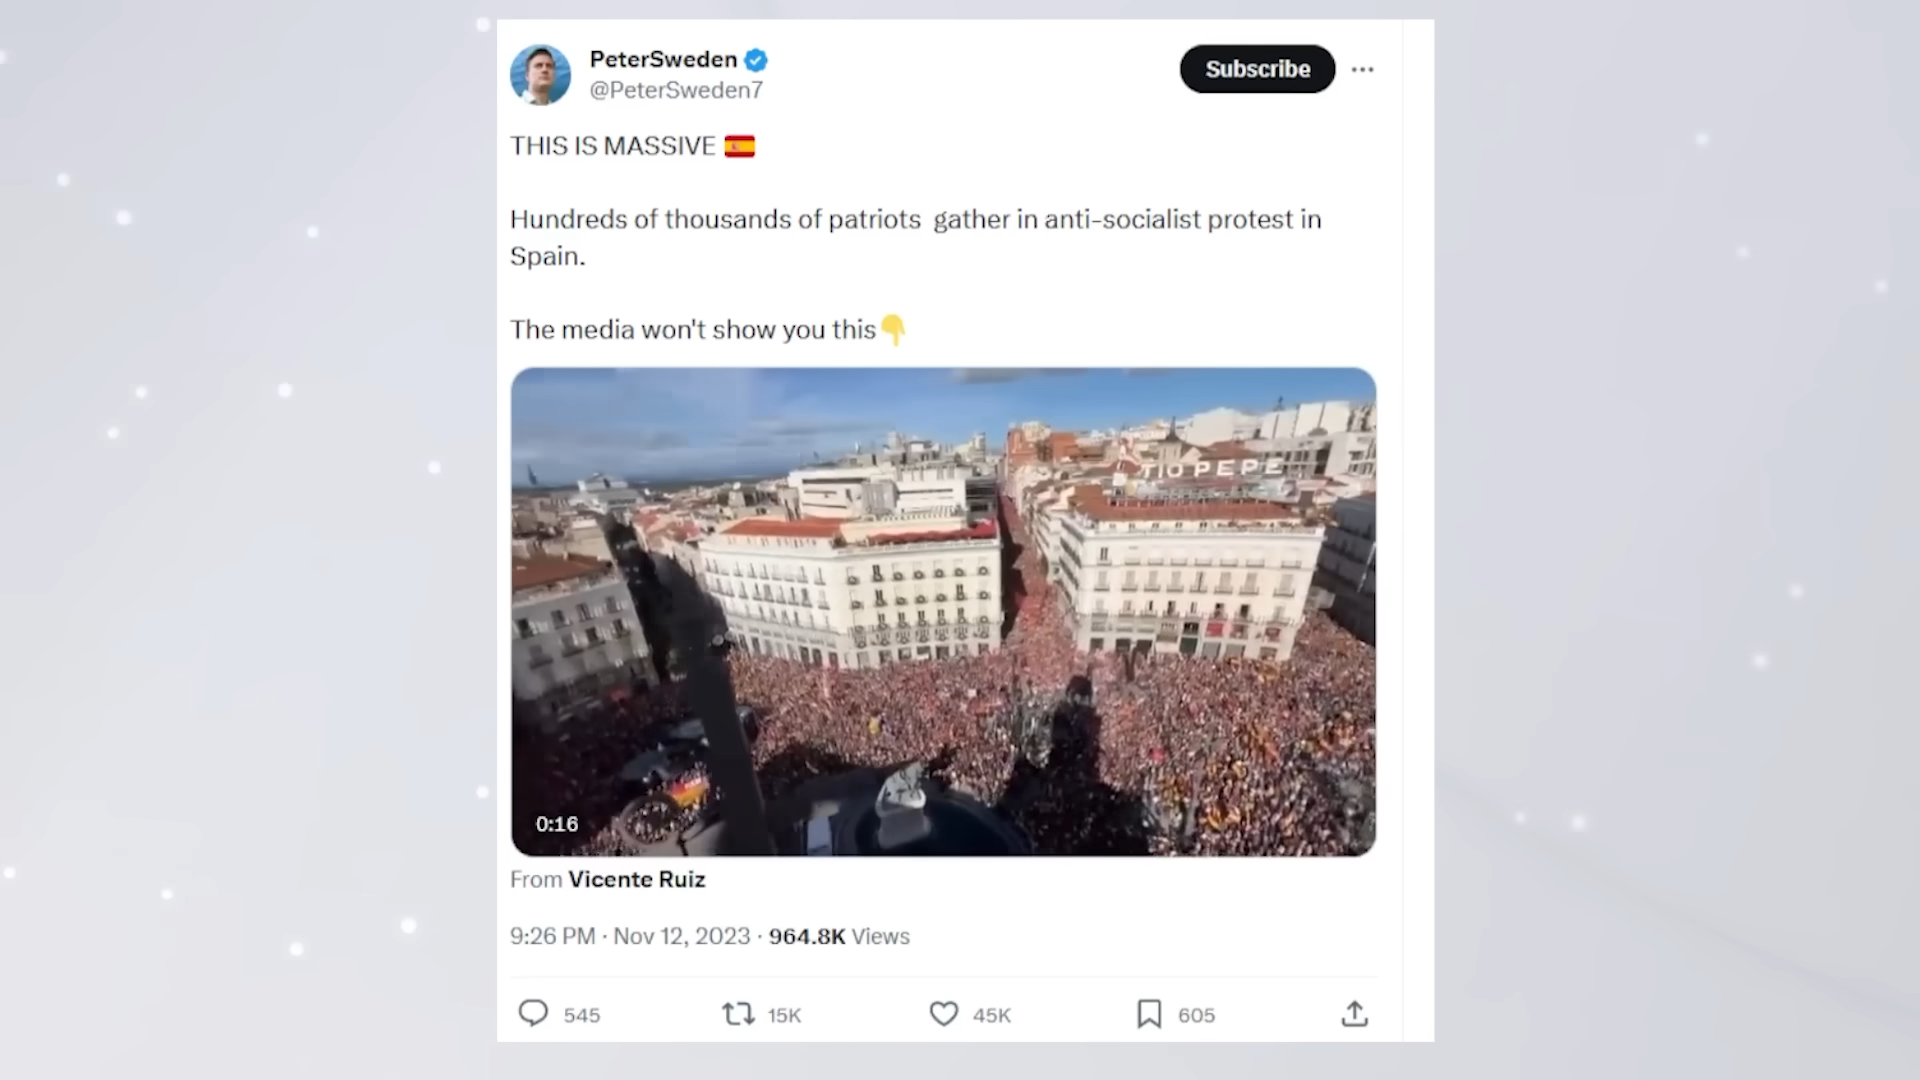 PeterSweden
@PeterSweden7
Subscribe
THIS IS MASSIVE 🇪🇸
Hundreds of thousands of patriots gather in anti-socialist protest in
Spain.
The media won't show you this👇
TIO PEPE
0:16
From Vicente Ruiz
9:26 PM · Nov 12, 2023 · 964.8K Views
545 15K 45K 605